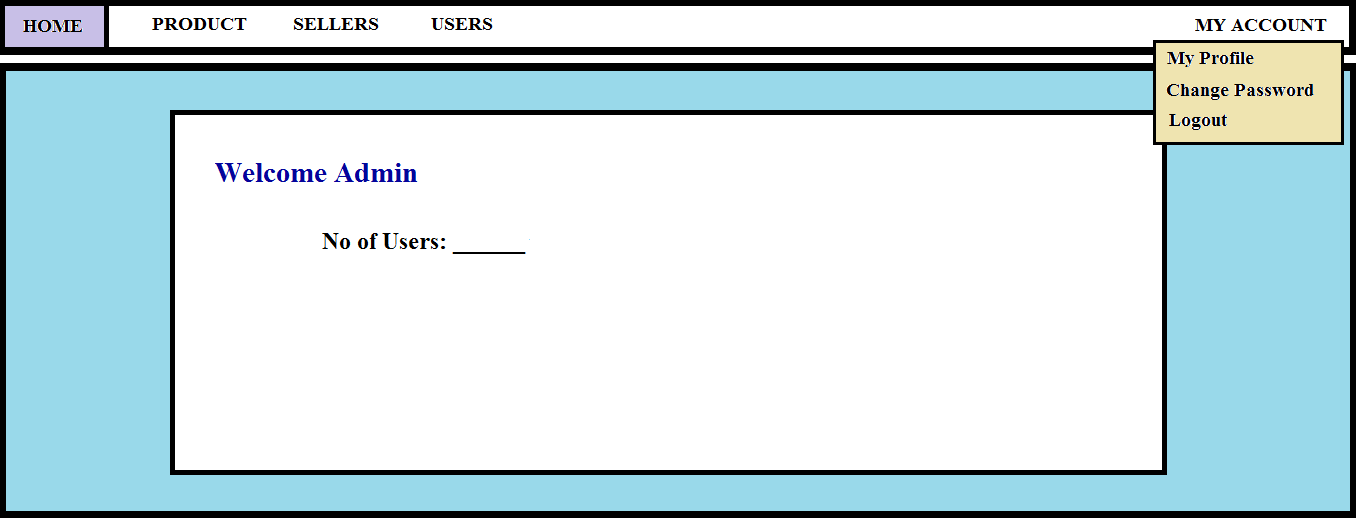 HOME PRODUCT SELLERS USERS MY ACCOUNT
My Profile
Change Password
Logout
Welcome Admin
No of Users: ______